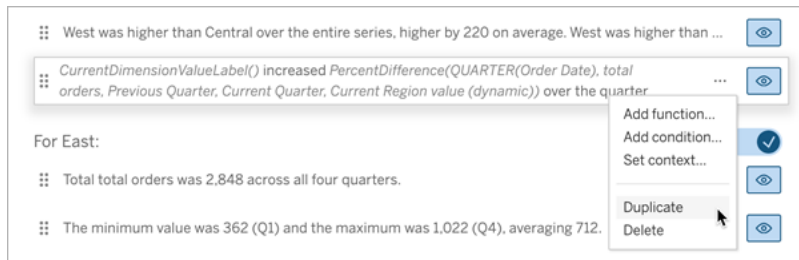 West was higher than Central over the entire series, higher by 220 on average. West was higher than ...
CurrentDimensionValueLabel() increased PercentDifference(QUARTER(Order Date), total
orders, Previous Quarter, Current Quarter, Current Region value (dynamic)) over the quarter
...
Add function...
Add condition...
Set context...
Duplicate
Delete
For East:
Total total orders was 2,848 across all four quarters.
The minimum value was 362 (Q1) and the maximum was 1,022 (Q4), averaging 712.